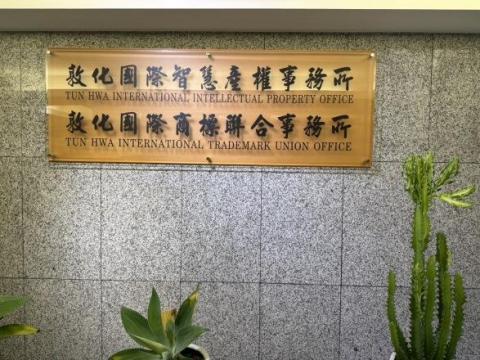 敦化國際智慧產權事務所
TUN HWA INTERNATIONAL INTELLECTUAL PROPERTY OFFICE
敦化國際商標聯合事務所
TUN HWA INTERNATIONAL TRADEMARK UNION OFFICE